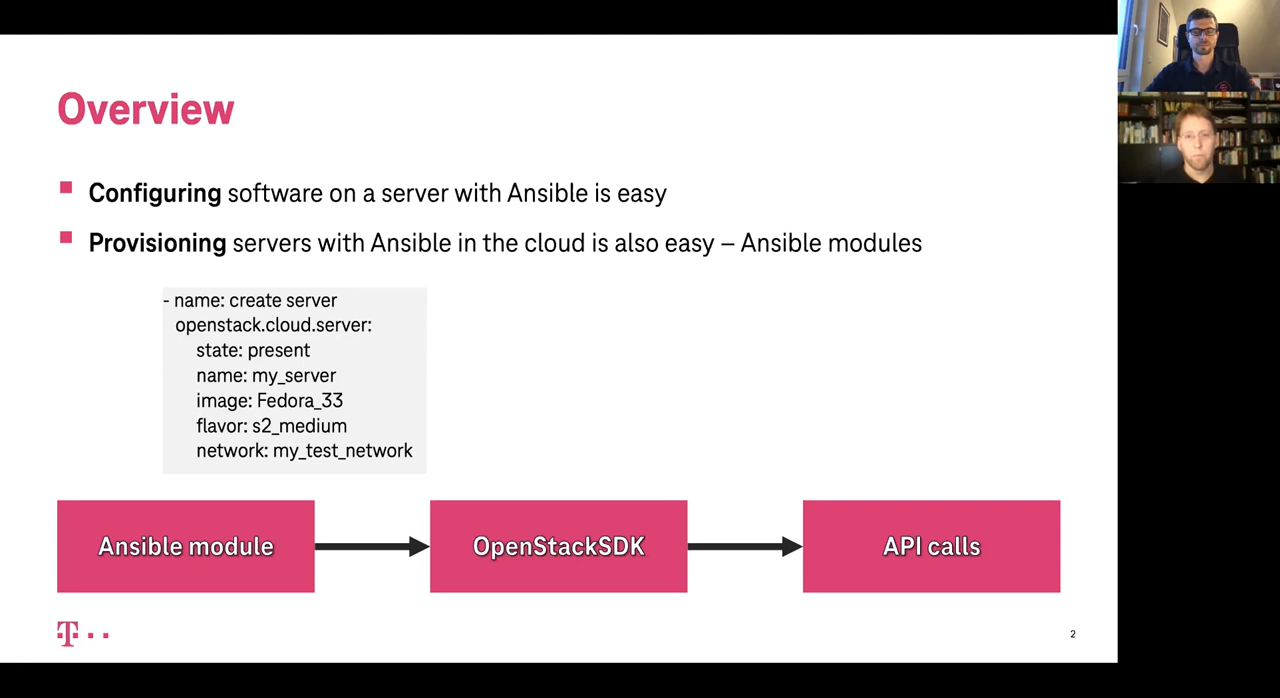 Overview
Configuring software on a server with Ansible is easy
Provisioning servers with Ansible in the cloud is also easy – Ansible modules
- name: create server
openstack.cloud.server:
state: present
name: my_server
image: Fedora_33
flavor: s2_medium
network: my_test_network
Ansible module
OpenStackSDK
API calls
T
2